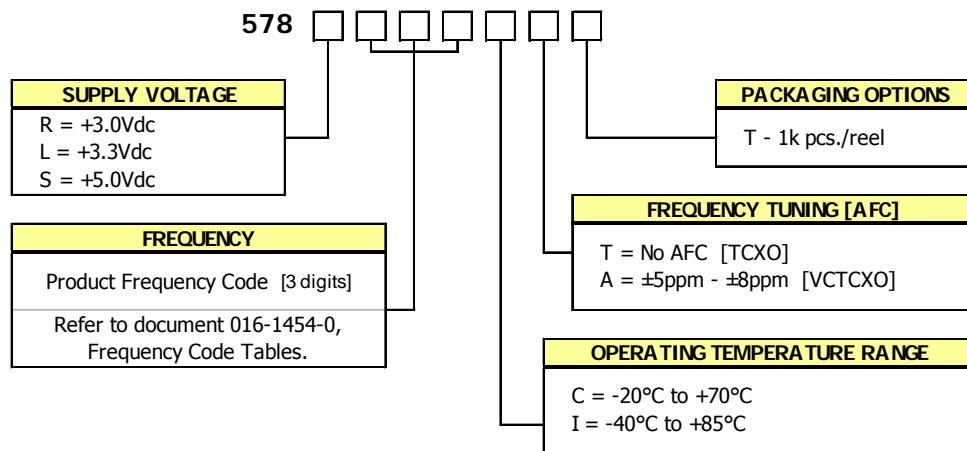 578
SUPPLY VOLTAGE
R = +3.0Vdc
L = +3.3Vdc
S = +5.0Vdc
FREQUENCY
Product Frequency Code [3 digits]
Refer to document 016-1454-0,
Frequency Code Tables.
PACKAGING OPTIONS
T - 1k pcs./reel
FREQUENCY TUNING [AFC]
T = No AFC [TCXO]
A = ±5ppm - ±8ppm [VCTCXO]
OPERATING TEMPERATURE RANGE
C = -20°C to +70°C
I = -40°C to +85°C